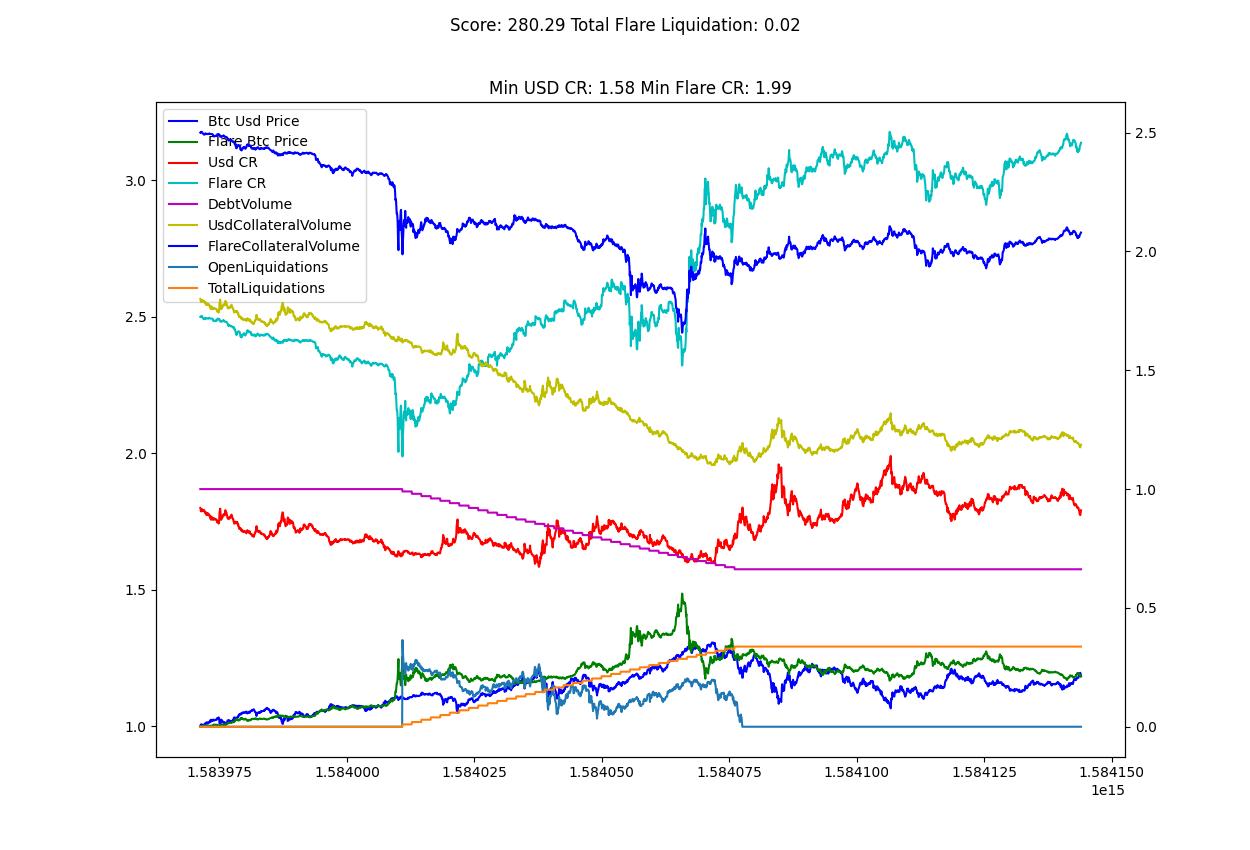 Score: 280.29 Total Flare Liquidation: 0.02
Min USD CR: 1.58 Min Flare CR: 1.99
Btc Usd Price
Flare Btc Price
Usd CR
Flare CR
DebtVolume
UsdCollateralVolume
FlareCollateralVolume
OpenLiquidations
TotalLiquidations
3.0
2.5
2.0
1.5
1.0
2.5
2.0
1.5
1.0
0.5
0.0
1.583975 1.584000 1.584025 1.584050 1.584075 1.584100 1.584125 1.584150
1e15